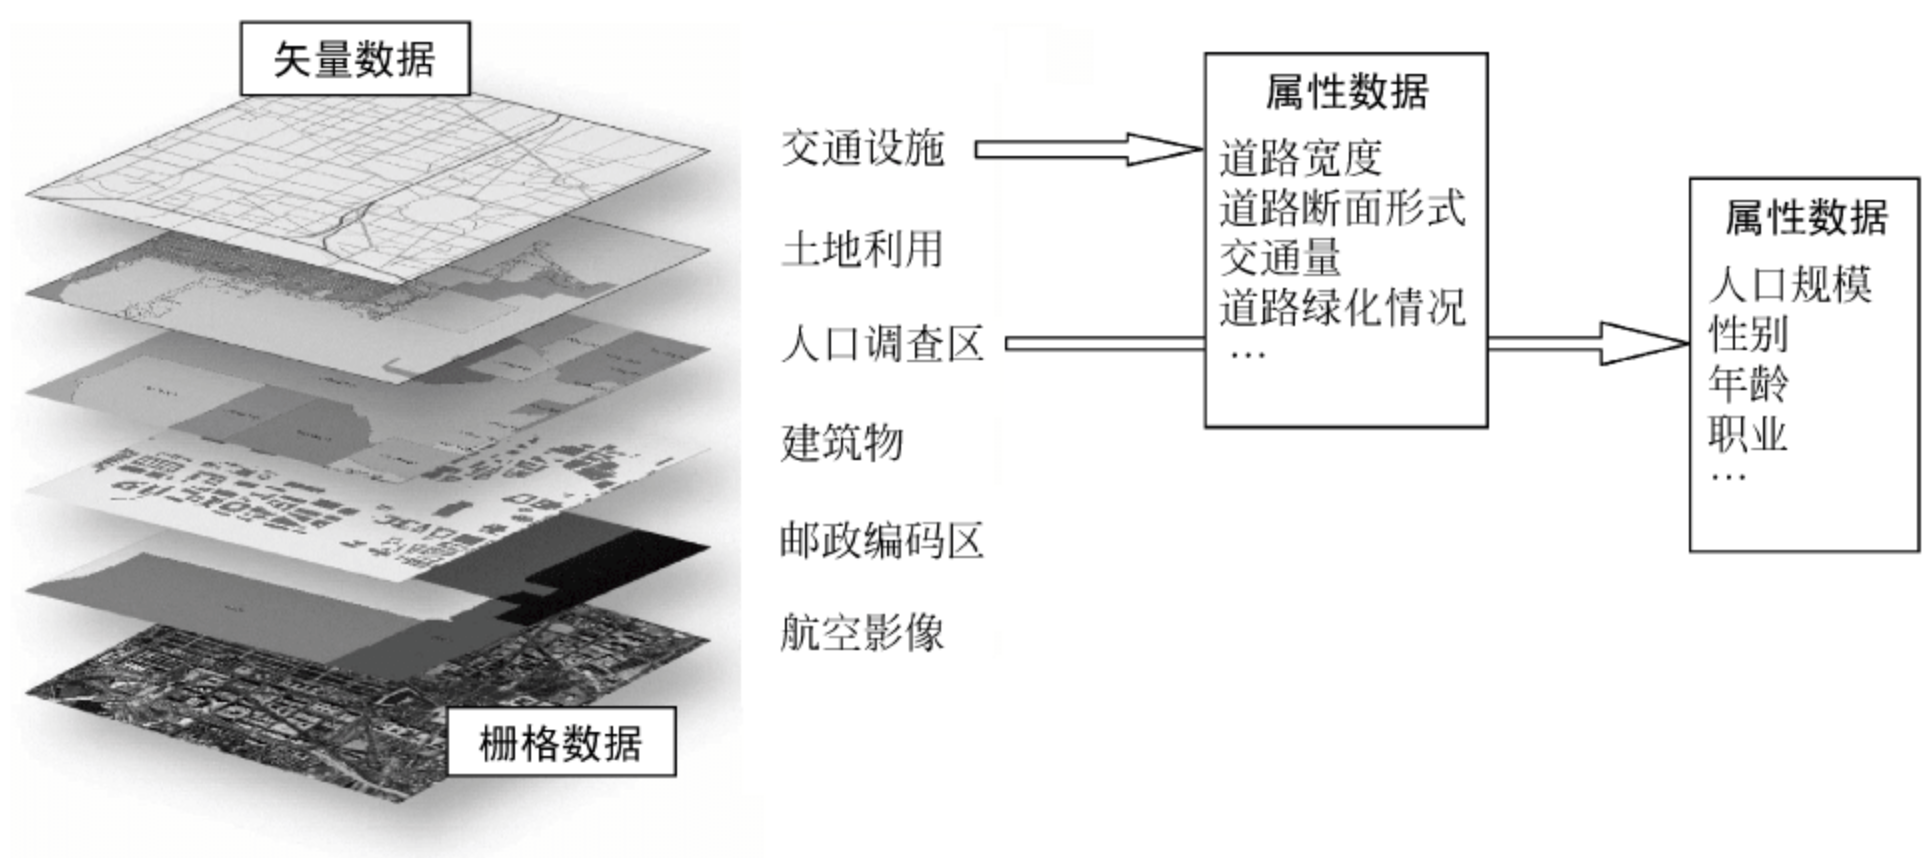 矢量数据
交通设施
土地利用
人口调查区
建筑物
邮政编码区
航空影像
栅格数据
属性数据
道路宽度
道路断面形式
交通量
道路绿化情况
…
属性数据
人口规模
性别
年龄
职业
…